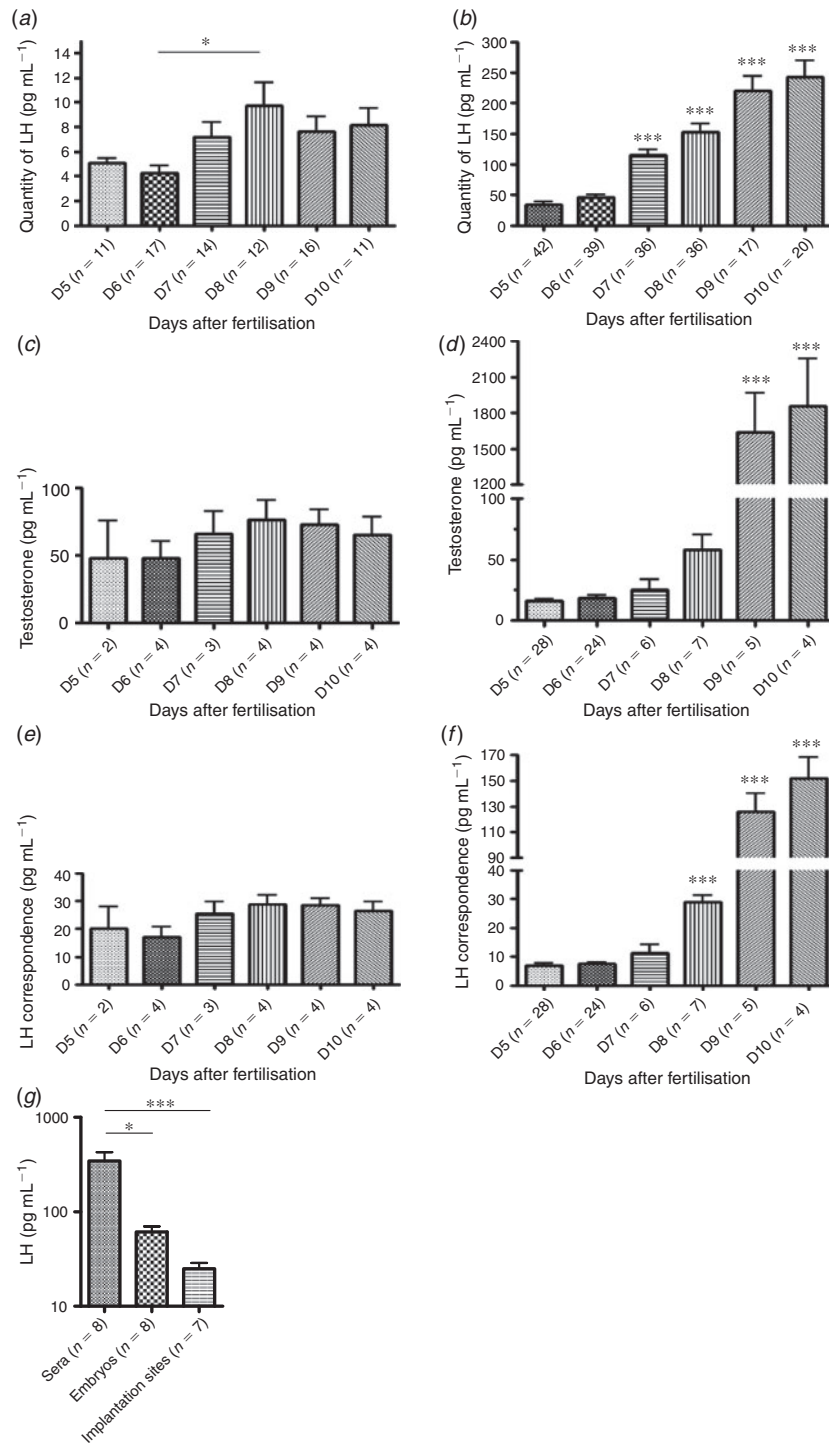 (a)
*
14
12
10
8
6
4
2
0
Quantity of LH (pg mL−1)
D5 (n = 11)
D6 (n = 17)
D7 (n = 14)
D8 (n = 12)
D9 (n = 16)
D10 (n = 11)
Days after fertilisation
(b)
300
250
200
150
100
50
0
Quantity of LH (pg mL−1)
***
***
***
***
D5 (n = 42)
D6 (n = 39)
D7 (n = 36)
D8 (n = 36)
D9 (n = 17)
D10 (n = 20)
Days after fertilisation
(c)
100
50
0
Testosterone (pg mL−1)
D5 (n = 2)
D6 (n = 4)
D7 (n = 3)
D8 (n = 4)
D9 (n = 4)
D10 (n = 4)
Days after fertilisation
(d)
2400
2100
1800
1500
1200
100
50
0
Testosterone (pg mL−1)
***
***
D5 (n = 28)
D6 (n = 24)
D7 (n = 6)
D8 (n = 7)
D9 (n = 5)
D10 (n = 4)
Days after fertilisation
(e)
40
30
20
10
0
LH correspondence (pg mL−1)
D5 (n = 2)
D6 (n = 4)
D7 (n = 3)
D8 (n = 4)
D9 (n = 4)
D10 (n = 4)
Days after fertilisation
(f)
170
150
130
110
90
40
30
20
10
0
LH correspondence (pg mL−1)
***
***
***
D5 (n = 28)
D6 (n = 24)
D7 (n = 6)
D8 (n = 7)
D9 (n = 5)
D10 (n = 4)
Days after fertilisation
(g)
***
*
1000
100
10
LH (pg mL−1)
Sera (n = 8)
Embryos (n = 8)
Implantation sites (n = 7)